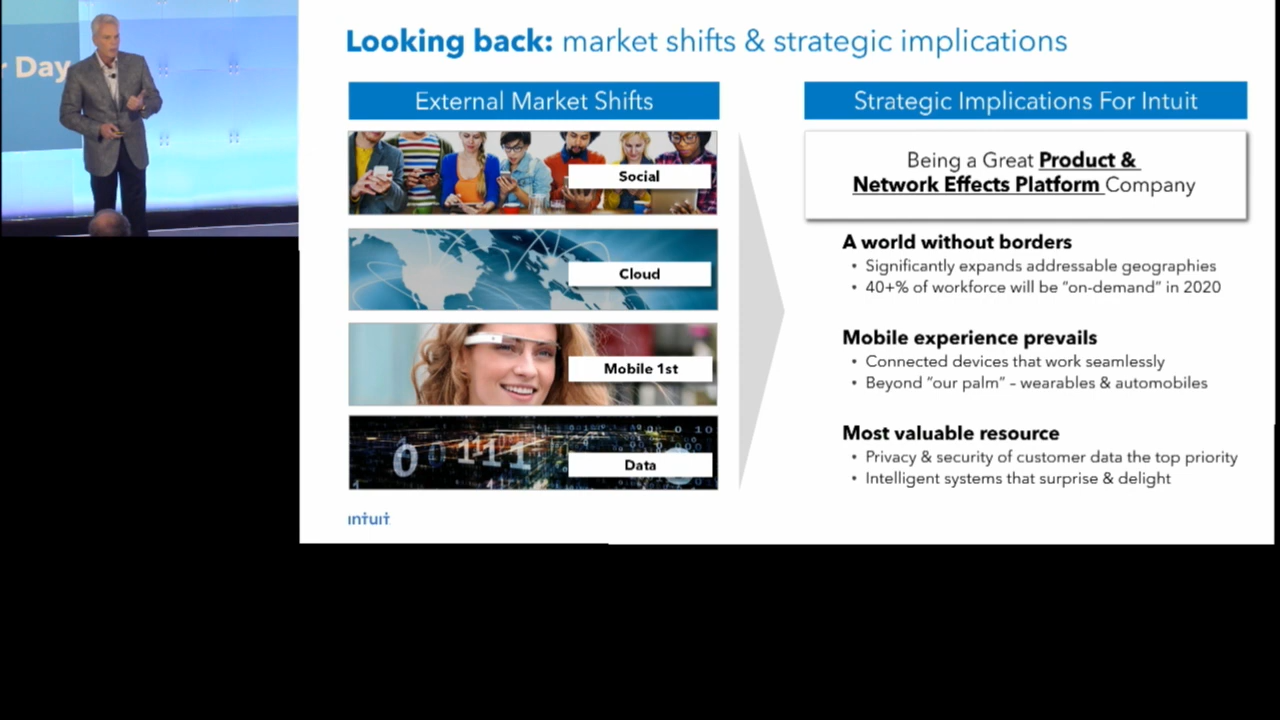 r Day
Looking back: market shifts & strategic implications
External Market Shifts
Social
Cloud
Mobile 1st
0 0 111
Data
intuit
Strategic Implications For Intuit
Being a Great Product &
Network Effects Platform Company
A world without borders
• Significantly expands addressable geographies
• 40+% of workforce will be “on-demand” in 2020
Mobile experience prevails
• Connected devices that work seamlessly
• Beyond “our palm” – wearables & automobiles
Most valuable resource
• Privacy & security of customer data the top priority
• Intelligent systems that surprise & delight